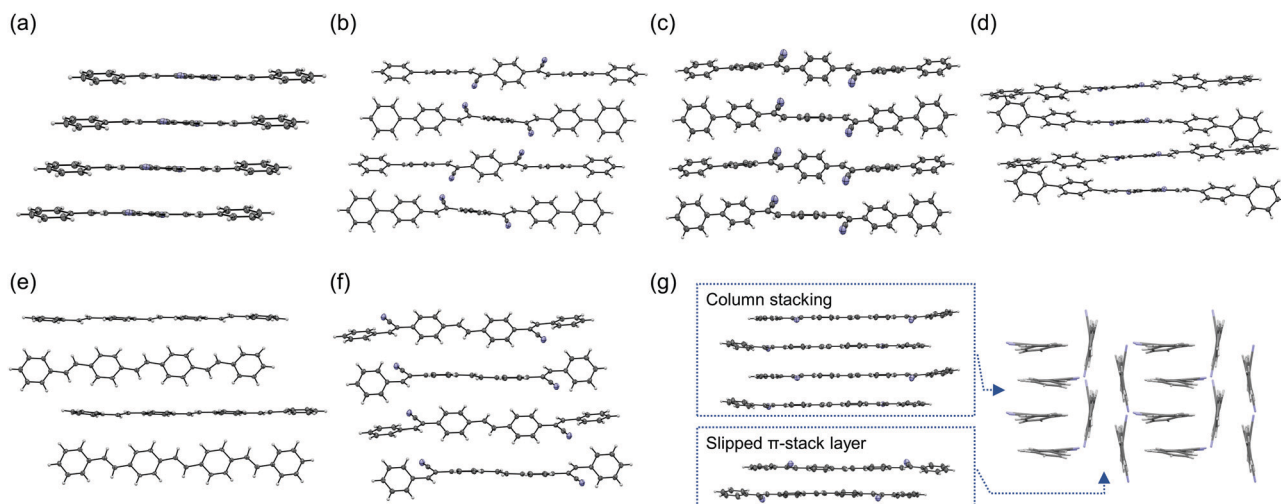 (a)
(b)
(c)
(d)
(e)
(f)
(g)
Column stacking
Slipped π-stack layer